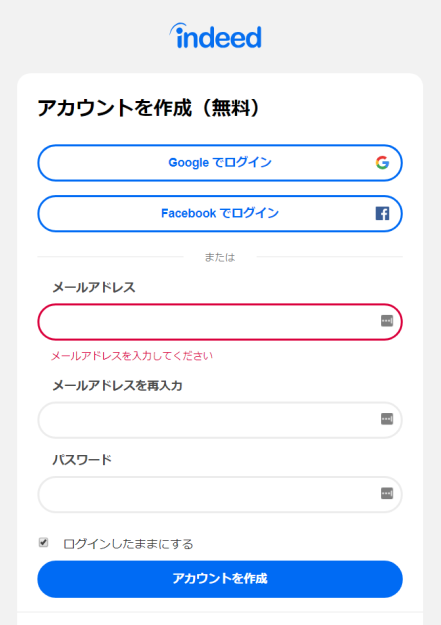 indeed
アカウントを作成（無料）
Google でログイン
Facebook でログイン
または
メールアドレス
メールアドレスを入力してください
メールアドレスを再入力
パスワード
ログインしたままにする
アカウントを作成